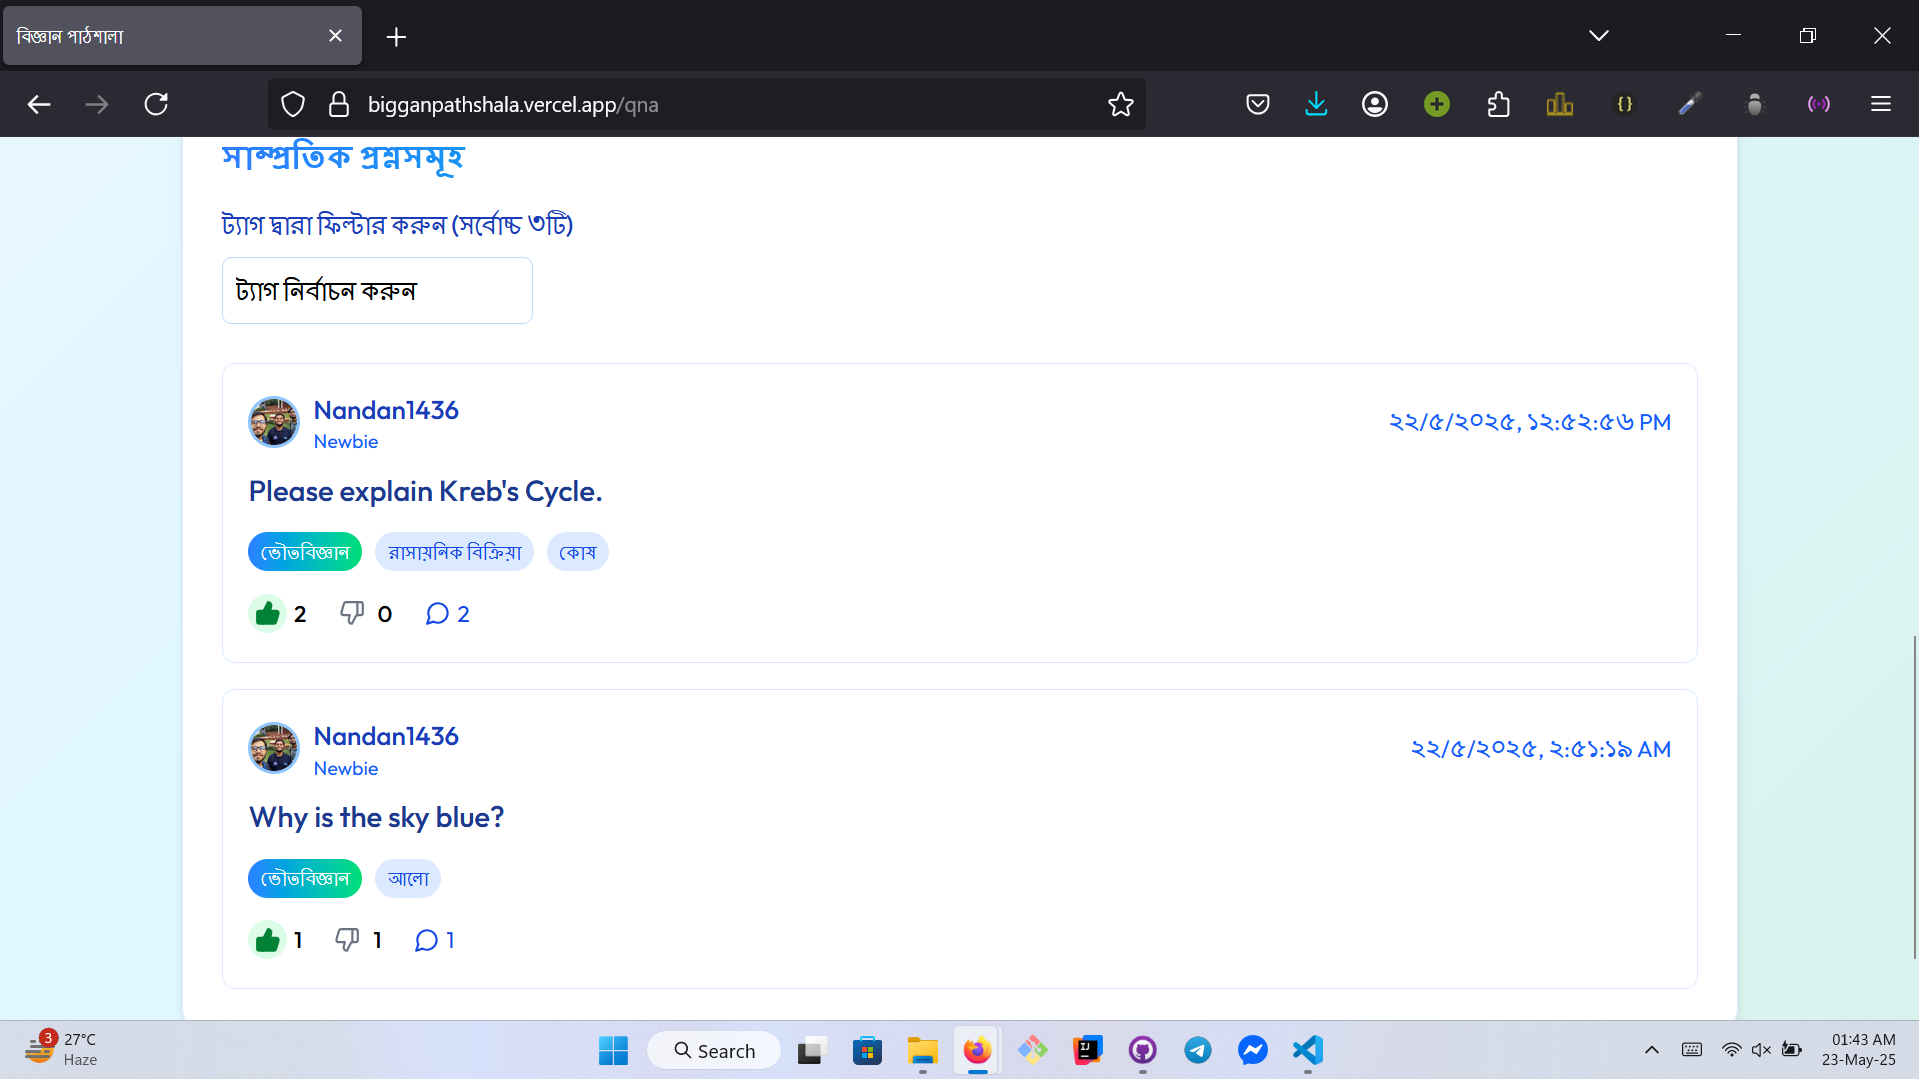 বিজ্ঞান পাঠশালা
bigganpathshala.vercel.app/qna
সাম্প্রতিক প্রশ্নসমূহ
ট্যাগ দ্বারা ফিল্টার করুন (সর্বোচ্চ ৩টি)
ট্যাগ নির্বাচন করুন
Nandan1436
Newbie
২২/৫/২০২৫, ১২:৫২:৫৬ PM
Please explain Kreb's Cycle.
ভৌতবিজ্ঞান রাসায়নিক বিক্রিয়া কোষ
2 0 2
Nandan1436
Newbie
২২/৫/২০২৫, ২:৫১:১৯ AM
Why is the sky blue?
ভৌতবিজ্ঞান আলো
1 1 1
3
27°C
Haze
Search
IJ
01:43 AM
23-May-25